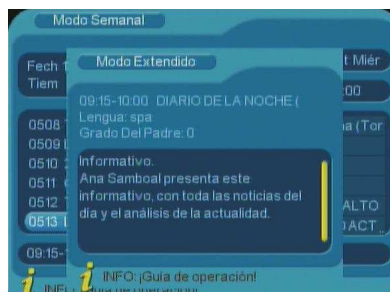 Modo Semanal
Modo Extendido
Fech
t Miér
Tiem
:00
09:15-10:00 DIARIO DE LA NOCHE (
Lengua: spa
Grado Del Padre: 0
0508
a (Tor
0509
0510
0511
0512
ALTO
0513
DACT
Informativo.
Ana Samboal presenta este
informativo, con toda las noticias del
día y el análisis de la actualidad.
09:15-
INFO: ¡Guía de operación!